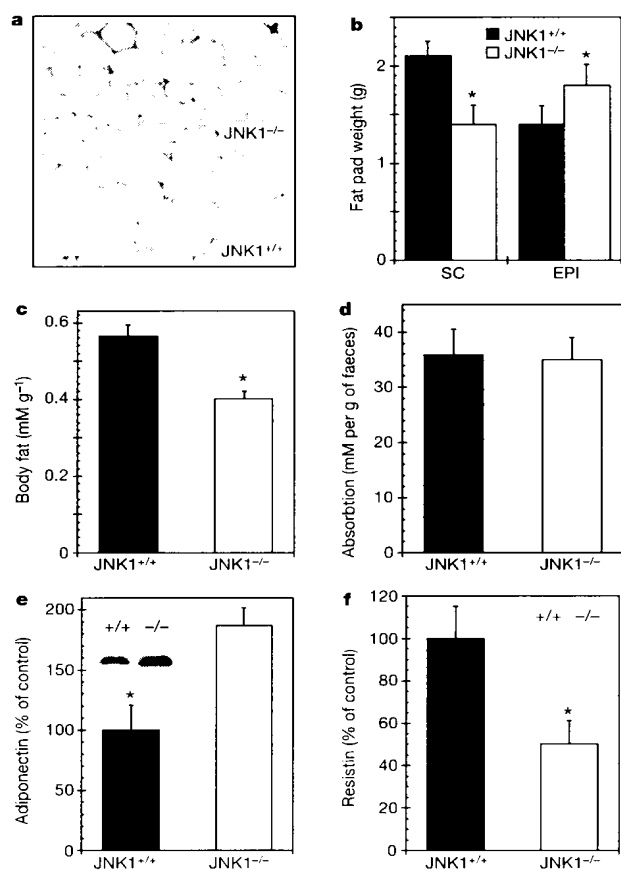 a
JNK1−/−
JNK1+/+
b
JNK1+/+
JNK1−/−
Fat pad weight (g)
2
1
0
*
*
SC
EPI
c
Body fat (mM g−1)
0.6
0.4
0.2
0
*
JNK1+/+
JNK1−/−
d
Absorbtion (mM per g of faeces)
40
30
20
10
0
JNK1+/+
JNK1−/−
e
Adiponectin (% of control)
200
150
100
50
0
+/+ −/−
*
JNK1+/+
JNK1−/−
f
Resistin (% of control)
120
100
80
60
40
20
0
+/+ −/−
*
JNK1+/+
JNK1−/−